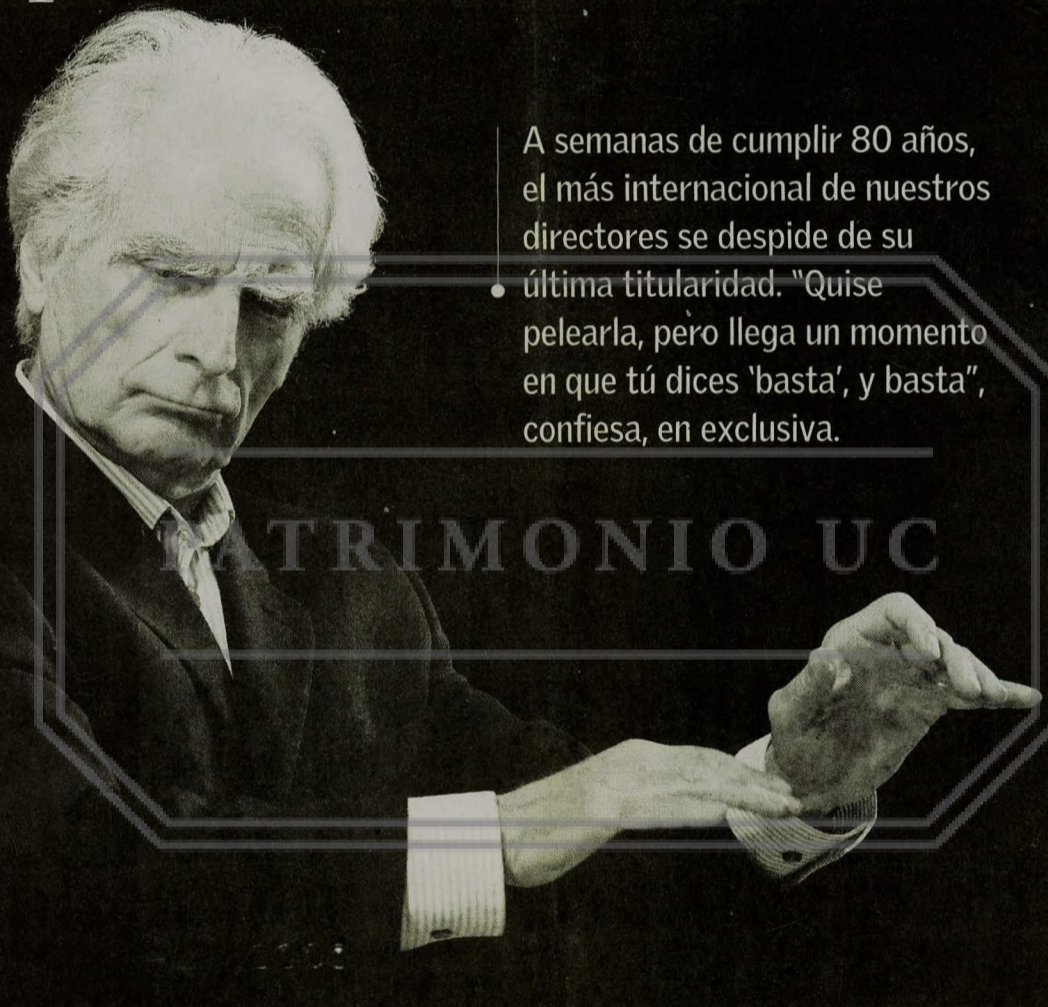 A semanas de cumplir 80 años,
el más internacional de nuestros
directores se despide de su
última titularidad. "Quise
pelearla, pero llega un momento
en que tú dices 'basta', y basta",
confiesa, en exclusiva.
PATRIMONIO UC